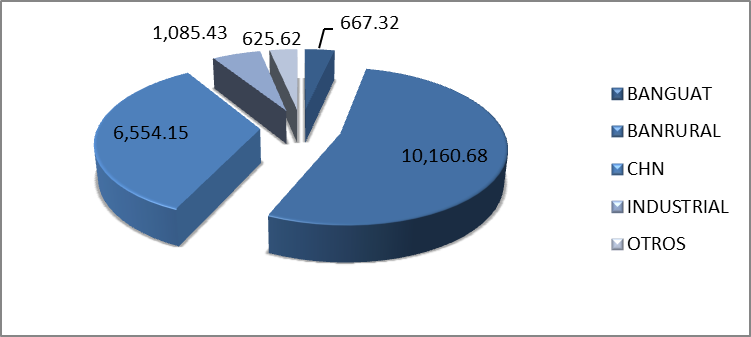 667.32
1,085.43
625.62
6,554.15
10,160.68
BANGUAT
BANRURAL
CHN
INDUSTRIAL
OTROS